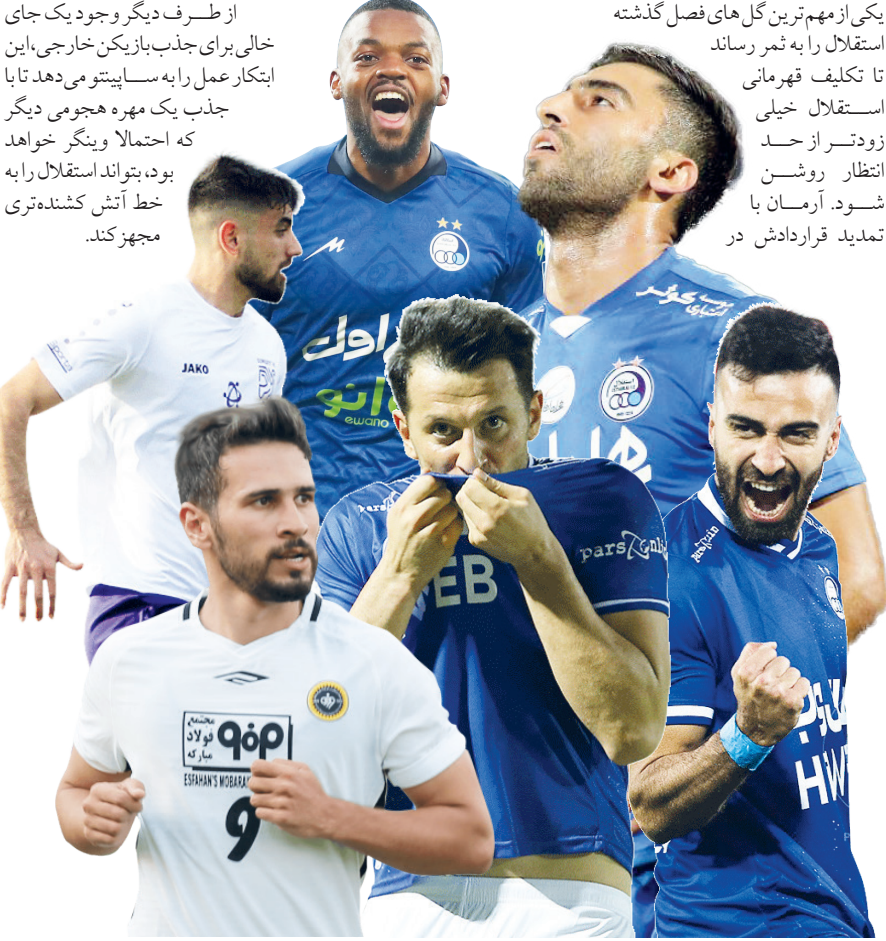 یکی از مهم‌ترین گل‌های فصل گذشته
استقلال را به ثمر رساند
تا تکلیف قهرمانی
استقلال خیلی
زودتر از حد
انتظار روشن
شود. آرمان با
تمدید قراردادش در
از طرف دیگر وجود یک جای
خالی برای جذب بازیکن خارجی، این
ابتکار عمل را به ساپینتو می‌دهد تا با
جذب یک مهره هجومی دیگر
که احتمالا وینگر خواهد
بود، بتواند استقلال را به
خط آتش کشنده‌تری
مجهز کند.
JAKO
ewano
کوثر
WEB
مجتمع
فولاد
مبارکه
ESFAHAN'S MOBARA
9